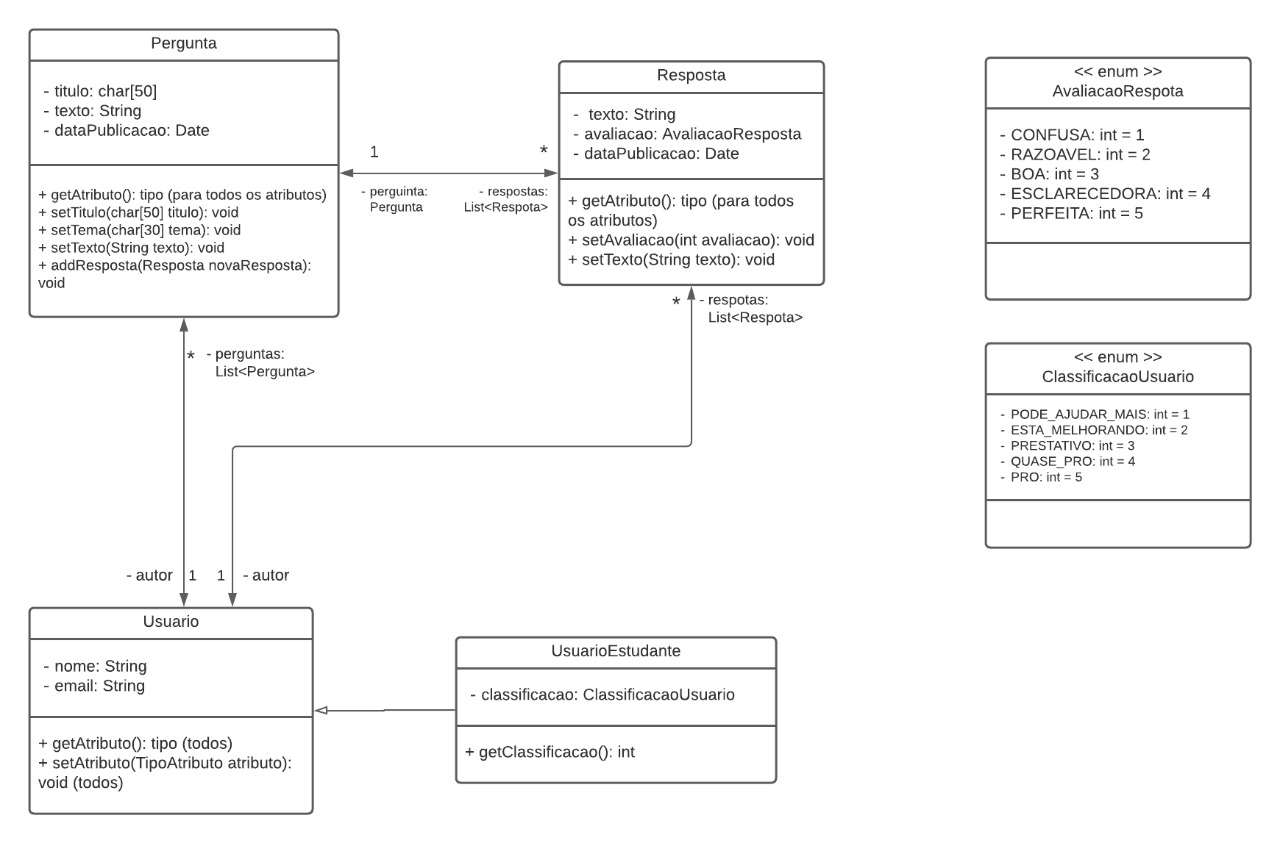 Pergunta
- titulo: char[50]
- texto: String
- dataPublicacao: Date
+ getAtributo(): tipo (para todos os atributos)
+ setTitulo(char[50] titulo): void
+ setTema(char[30] tema): void
+ setTexto(String texto): void
+ addResposta(Resposta novaResposta):
void
1
*
- perguinta:
Pergunta
- respostas:
List<Respota>
Resposta
- texto: String
- avaliacao: AvaliacaoResposta
- dataPublicacao: Date
+ getAtributo(): tipo (para todos
os atributos)
+ setAvaliacao(int avaliacao): void
+ setTexto(String texto): void
<< enum >>
AvaliacaoRespota
- CONFUSA: int = 1
- RAZOAVEL: int = 2
- BOA: int = 3
- ESCLARECEDORA: int = 4
- PERFEITA: int = 5
* - respotas:
List<Respota>
* - perguntas:
List<Pergunta>
<< enum >>
ClassificacaoUsuario
- PODE_AJUDAR_MAIS: int = 1
- ESTA_MELHORANDO: int = 2
- PRESTATIVO: int = 3
- QUASE_PRO: int = 4
- PRO: int = 5
- autor 1
1 - autor
Usuario
- nome: String
- email: String
+ getAtributo(): tipo (todos)
+ setAtributo(TipoAtributo atributo):
void (todos)
UsuarioEstudante
- classificacao: ClassificacaoUsuario
+ getClassificacao(): int